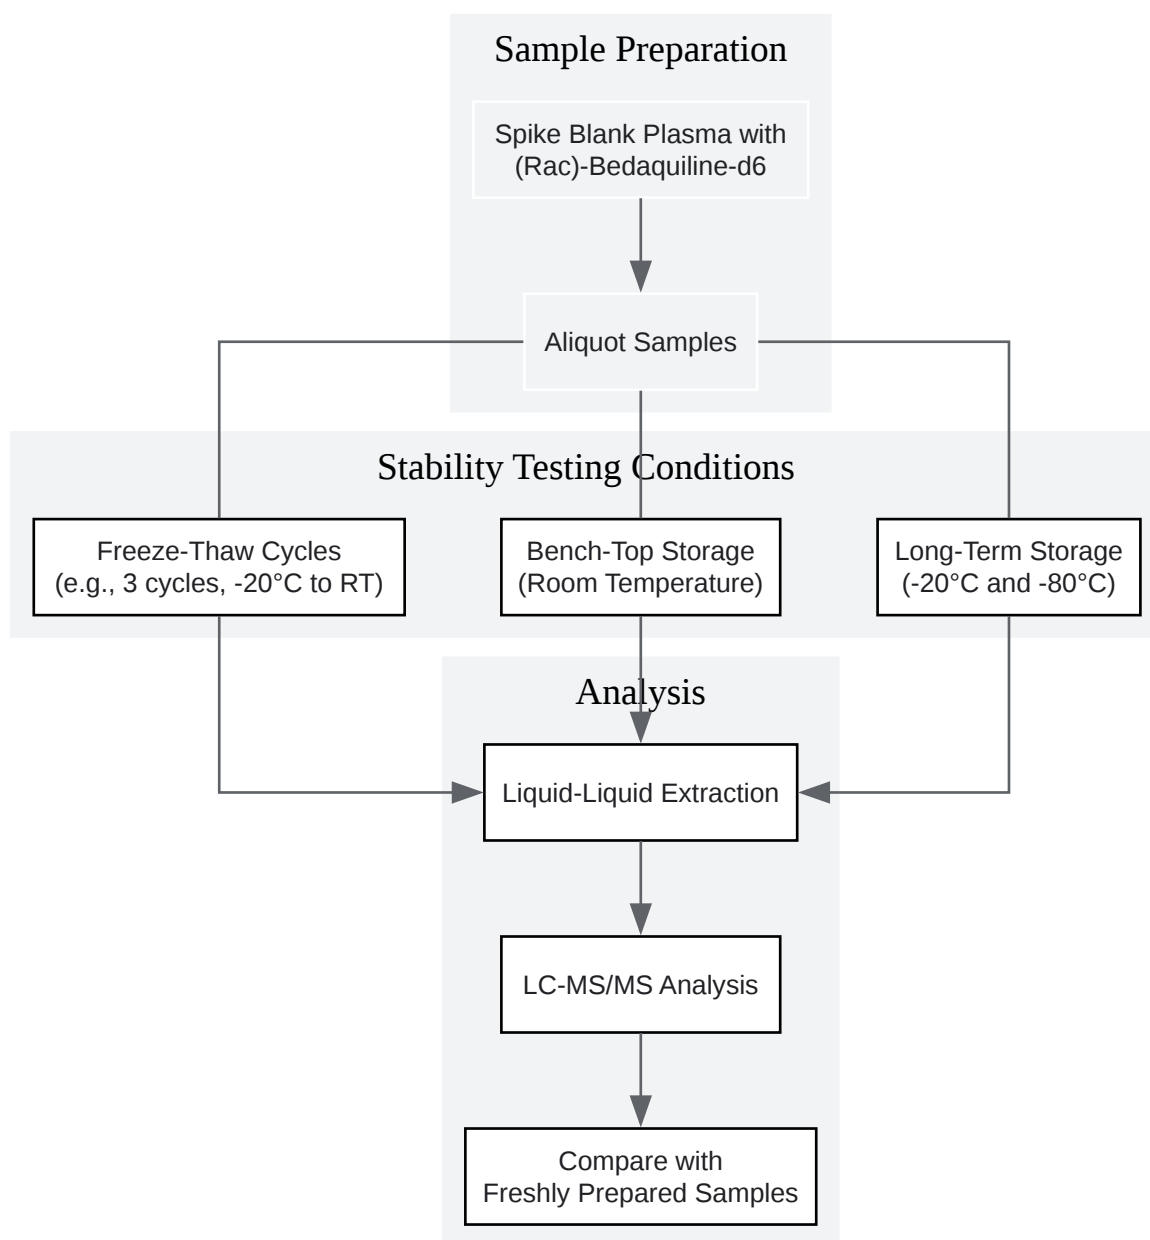 Sample Preparation
Spike Blank Plasma with
(Rac)-Bedaquiline-d6
Aliquot Samples
Stability Testing Conditions
Freeze-Thaw Cycles
(e.g., 3 cycles, -20°C to RT)
Bench-Top Storage
(Room Temperature)
Long-Term Storage
(-20°C and -80°C)
Analysis
Liquid-Liquid Extraction
LC-MS/MS Analysis
Compare with
Freshly Prepared Samples